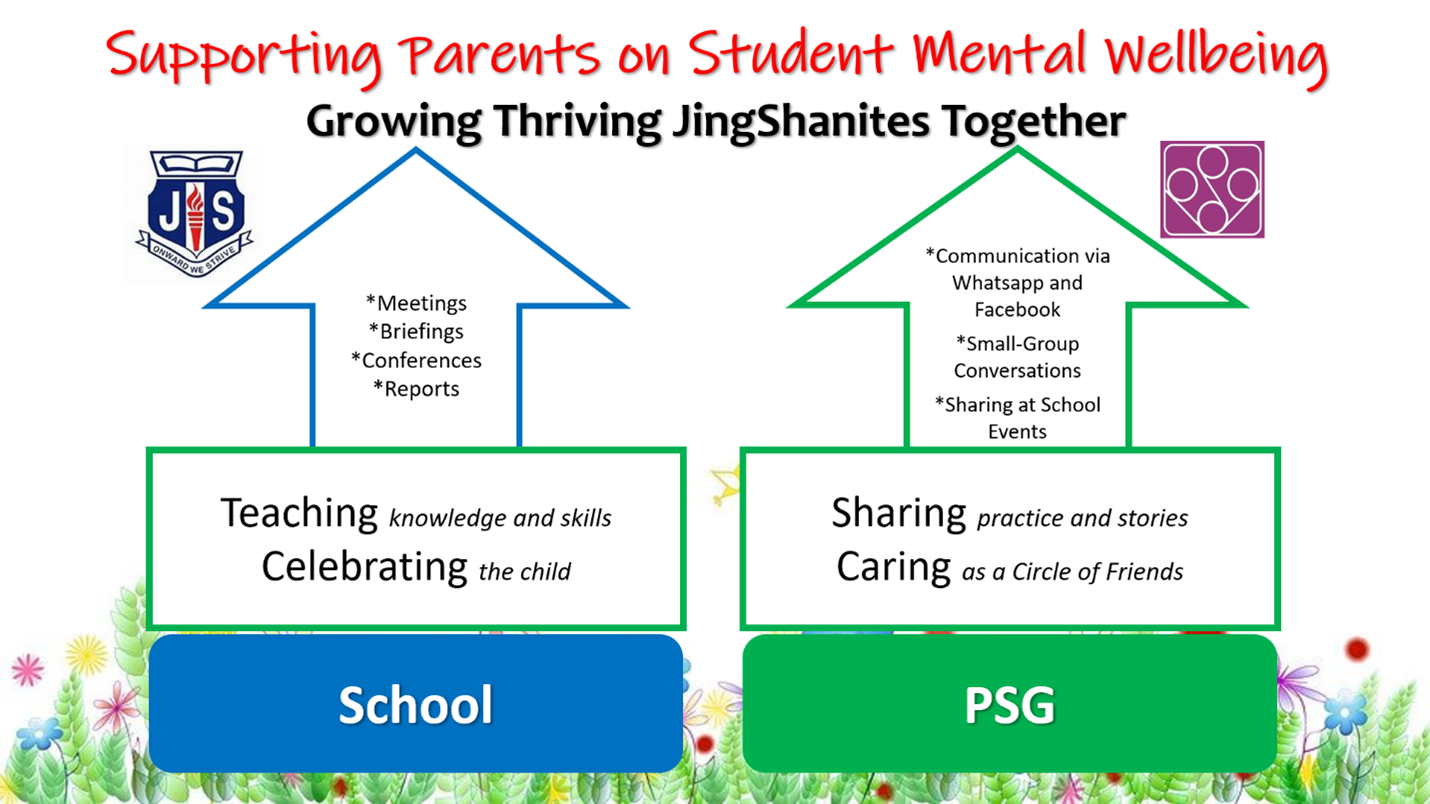 Supporting Parents on Student Mental Wellbeing
Growing Thriving JingShanites Together
J S
ONWARD WE STRIVE
*Meetings
*Briefings
*Conferences
*Reports
Teaching knowledge and skills
Celebrating the child
School
*Communication via
Whatsapp and
Facebook
*Small-Group
Conversations
*Sharing at School
Events
Sharing practice and stories
Caring as a Circle of Friends
PSG